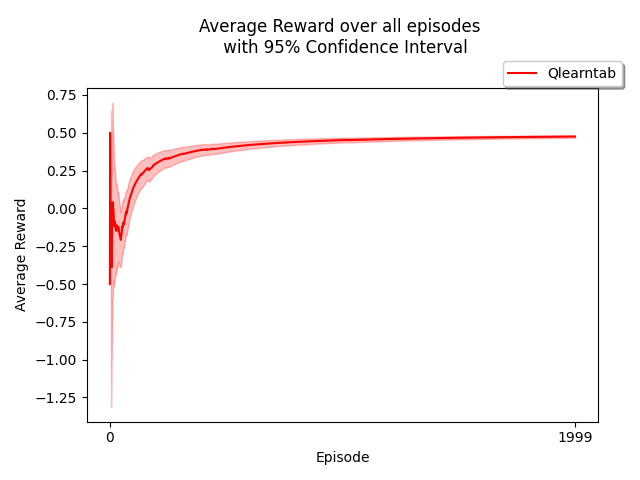 Average Reward over all episodes
with 95% Confidence Interval
Qlearntab
0.75
0.50
0.25
0.00
−0.25
−0.50
−0.75
−1.00
−1.25
Average Reward
0
1999
Episode